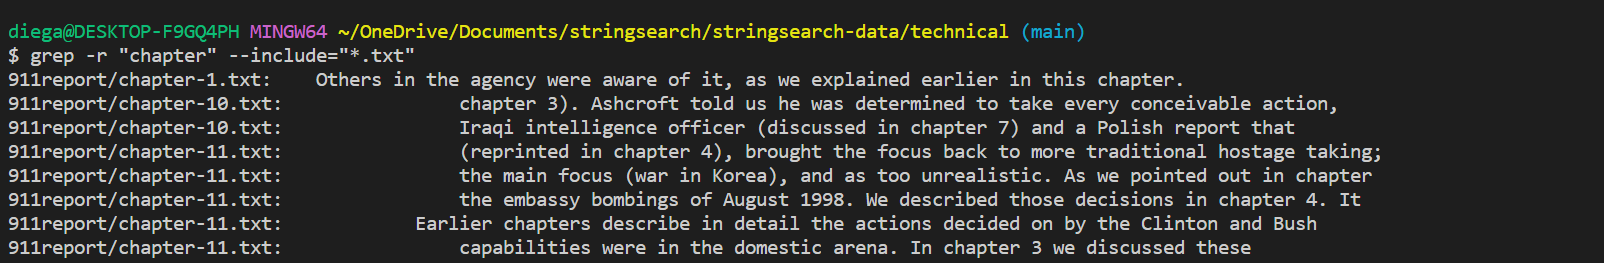 diega@DESKTOP-F9GQ4PH MINGW64 ~/OneDrive/Documents/stringsearch/stringsearch-data/technical (main)
$ grep -r "chapter" --include="*.txt"
911report/chapter-1.txt:    Others in the agency were aware of it, as we explained earlier in this chapter.
911report/chapter-10.txt:                chapter 3). Ashcroft told us he was determined to take every conceivable action,
911report/chapter-10.txt:                Iraqi intelligence officer (discussed in chapter 7) and a Polish report that
911report/chapter-11.txt:                (reprinted in chapter 4), brought the focus back to more traditional hostage taking;
911report/chapter-11.txt:                the main focus (war in Korea), and as too unrealistic. As we pointed out in chapter
911report/chapter-11.txt:                the embassy bombings of August 1998. We described those decisions in chapter 4. It
911report/chapter-11.txt:            Earlier chapters describe in detail the actions decided on by the Clinton and Bush
911report/chapter-11.txt:                capabilities were in the domestic arena. In chapter 3 we discussed these